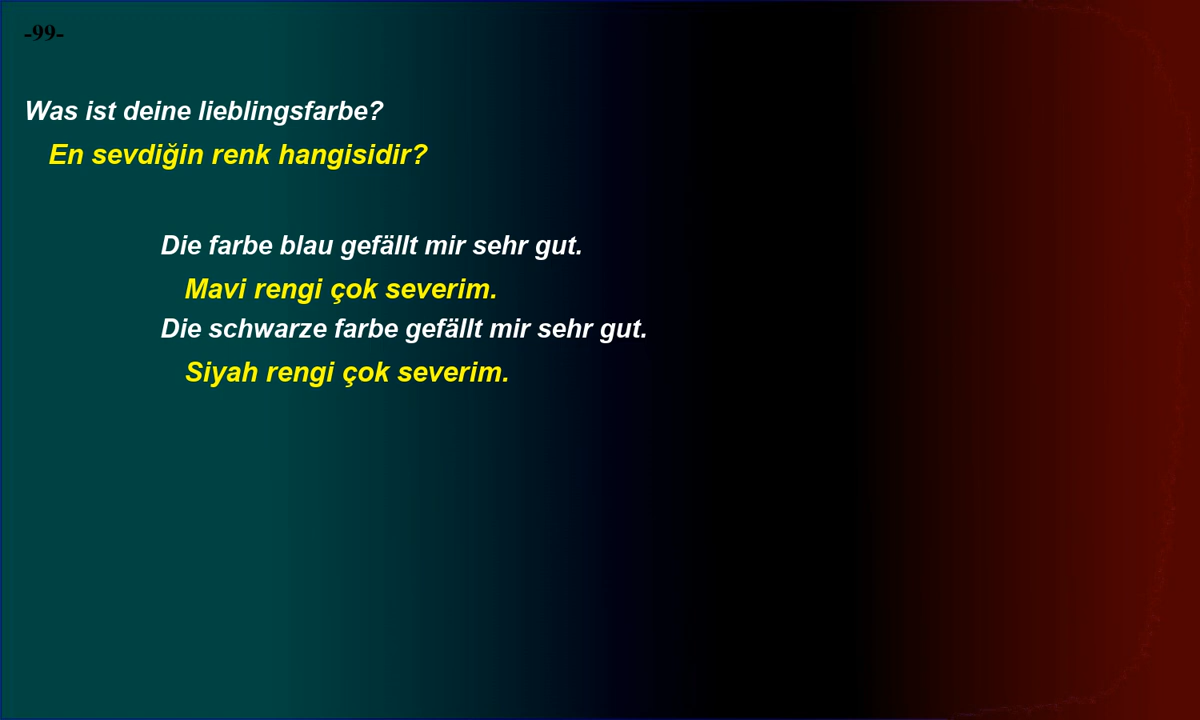 -99-
Was ist deine lieblingsfarbe?
En sevdiğin renk hangisidir?
Die farbe blau gefällt mir sehr gut.
Mavi rengi çok severim.
Die schwarze farbe gefällt mir sehr gut.
Siyah rengi çok severim.